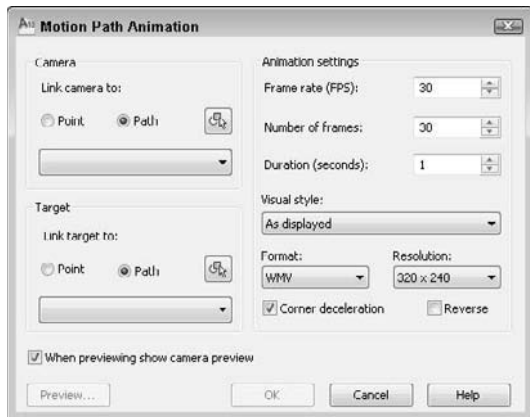 Motion Path Animation
Camera
Link camera to:
Point
Path
Target
Link target to:
Point
Path
Animation settings
Frame rate (FPS): 30
Number of frames: 30
Duration (seconds): 1
Visual style:
As displayed
Format: Resolution:
WMV 320 x 240
Corner deceleration Reverse
When previewing show camera preview
Preview... OK Cancel Help